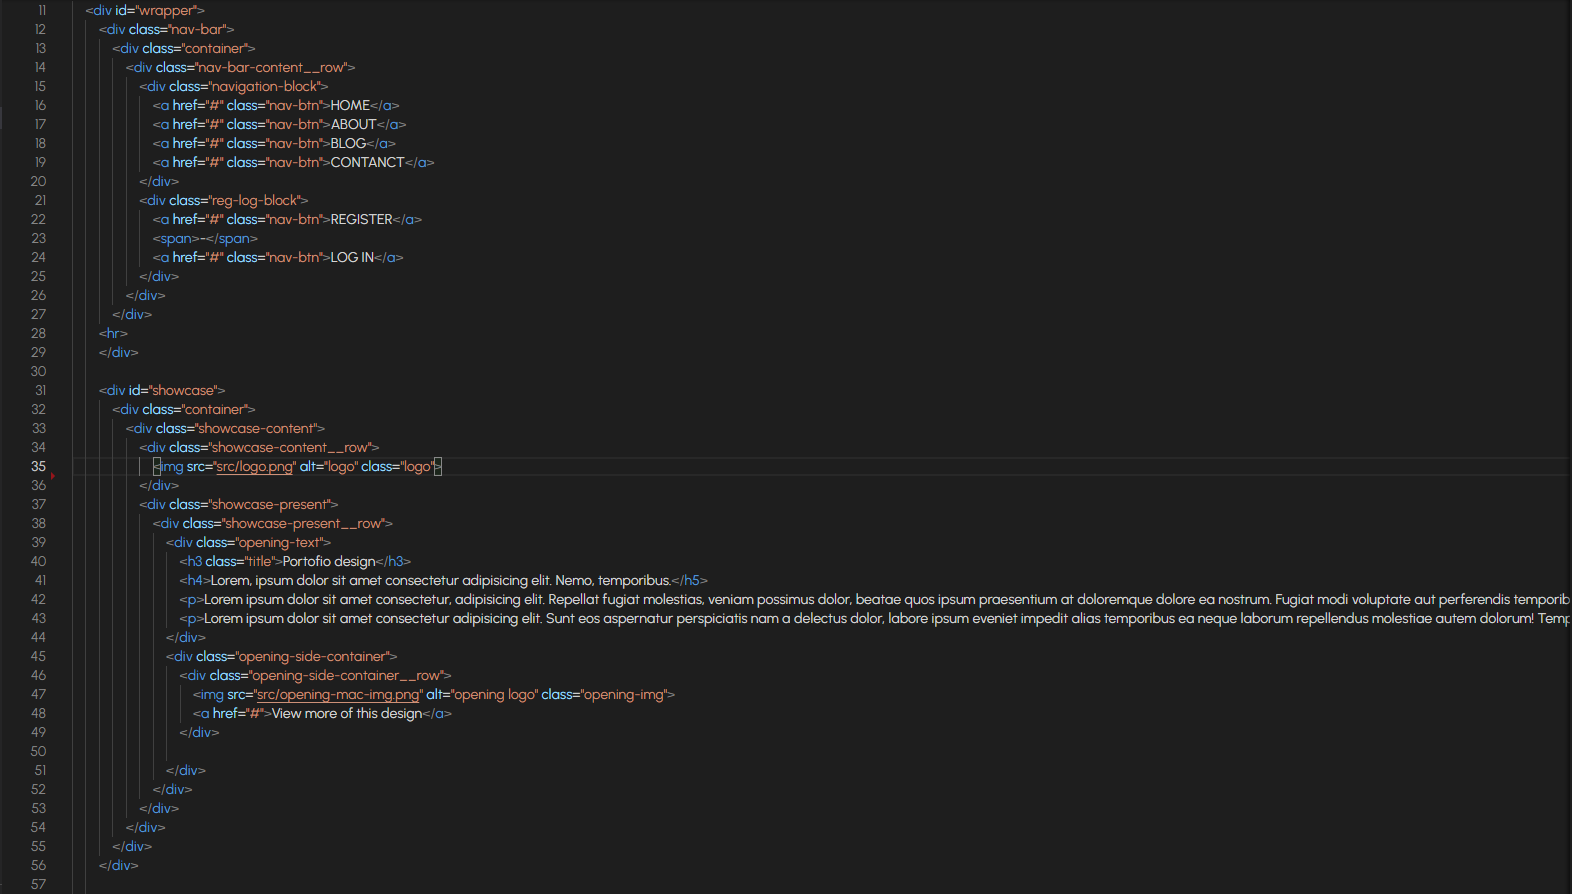 11 <div id="wrapper">
12 <div class="nav-bar">
13 <div class="container">
14 <div class="nav-bar-content__row">
15 <div class="navigation-block">
16 <a href="#" class="nav-btn">HOME</a>
17 <a href="#" class="nav-btn">ABOUT</a>
18 <a href="#" class="nav-btn">BLOG</a>
19 <a href="#" class="nav-btn">CONTANCT</a>
20 </div>
21 <div class="reg-log-block">
22 <a href="#" class="nav-btn">REGISTER</a>
23 <span>-</span>
24 <a href="#" class="nav-btn">LOG IN</a>
25 </div>
26 </div>
27 </div>
28 <hr>
29 </div>
30
31 <div id="showcase">
32 <div class="container">
33 <div class="showcase-content">
34 <div class="showcase-content__row">
35 <img src="src/logo.png" alt="logo" class="logo">
36 </div>
37 <div class="showcase-present">
38 <div class="showcase-present__row">
39 <div class="opening-text">
40 <h3 class="title">Portofio design</h3>
41 <h4>Lorem, ipsum dolor sit amet consectetur adipisicing elit. Nemo, temporibus.</h5>
42 <p>Lorem ipsum dolor sit amet consectetur, adipisicing elit. Repellat fugiat molestias, veniam possimus dolor, beatae quos ipsum praesentium at doloremque dolore ea nostrum. Fugiat modi voluptate aut perferendis temporib
43 <p>Lorem ipsum dolor sit amet consectetur adipisicing elit. Sunt eos aspernatur perspiciatis nam a delectus dolor, labore ipsum eveniet impedit alias temporibus ea neque laborum repellendus molestiae autem dolorum! Temp
44 </div>
45 <div class="opening-side-container">
46 <div class="opening-side-container__row">
47 <img src="src/opening-mac-img.png" alt="opening logo" class="opening-img">
48 <a href="#">View more of this design</a>
49 </div>
50
51 </div>
52 </div>
53 </div>
54 </div>
55 </div>
56 </div>
57